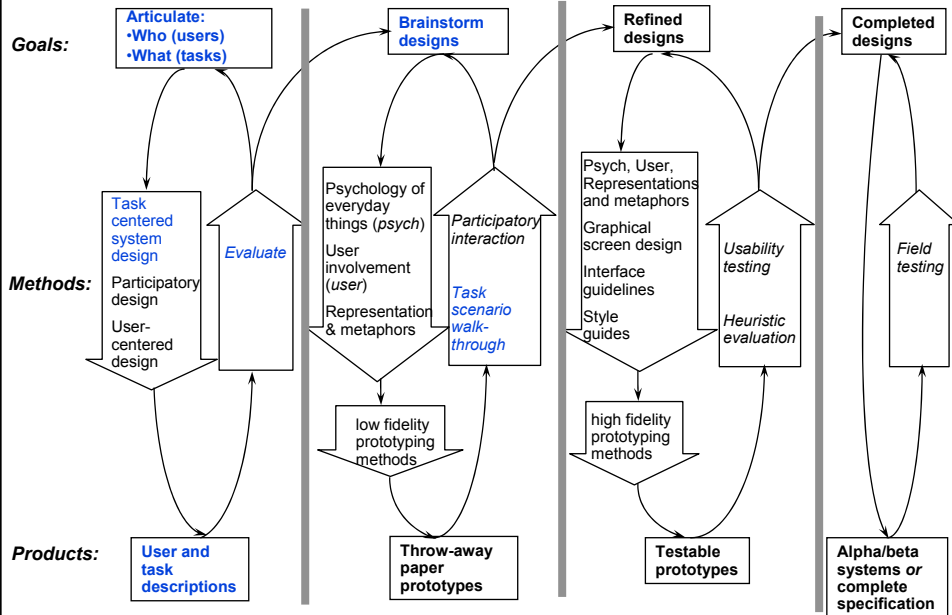 Goals:
Articulate:
•Who (users)
•What (tasks)
Brainstorm
designs
Refined
designs
Completed
designs
Methods:
Task
centered
system
design
Participatory
design
User-
centered
design
Evaluate
Psychology of
everyday
things (psych)
User
involvement
(user)
Representation
& metaphors
low fidelity
prototyping
methods
Participatory
interaction
Task
scenario
walk-
through
Psych, User,
Representations
and metaphors
Graphical
screen design
Interface
guidelines
Style
guides
high fidelity
prototyping
methods
Usability
testing
Heuristic
evaluation
Field
testing
Products:
User and
task
descriptions
Throw-away
paper
prototypes
Testable
prototypes
Alpha/beta
systems or
complete
specification